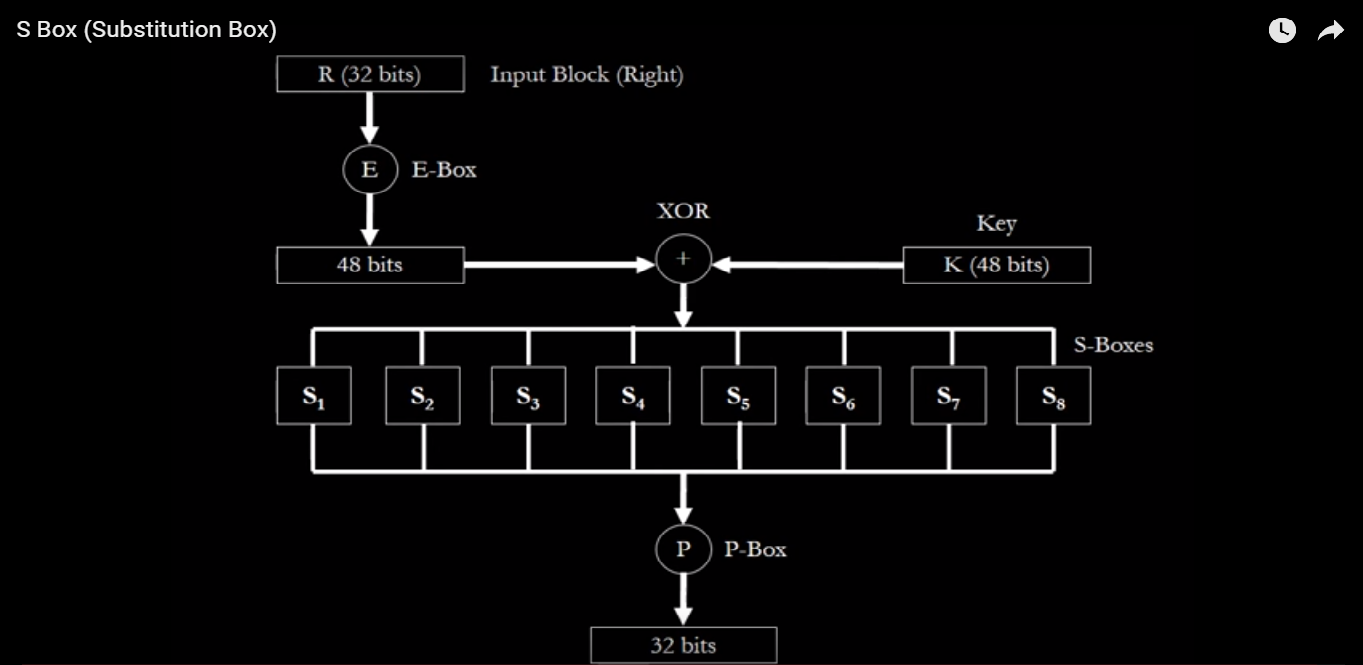 S Box (Substitution Box)
R (32 bits)
Input Block (Right)
E
E-Box
XOR
Key
48 bits
+
K (48 bits)
S-Boxes
S₁
S₂
S₃
S₄
S₅
S₆
S₇
S₈
P
P-Box
32 bits